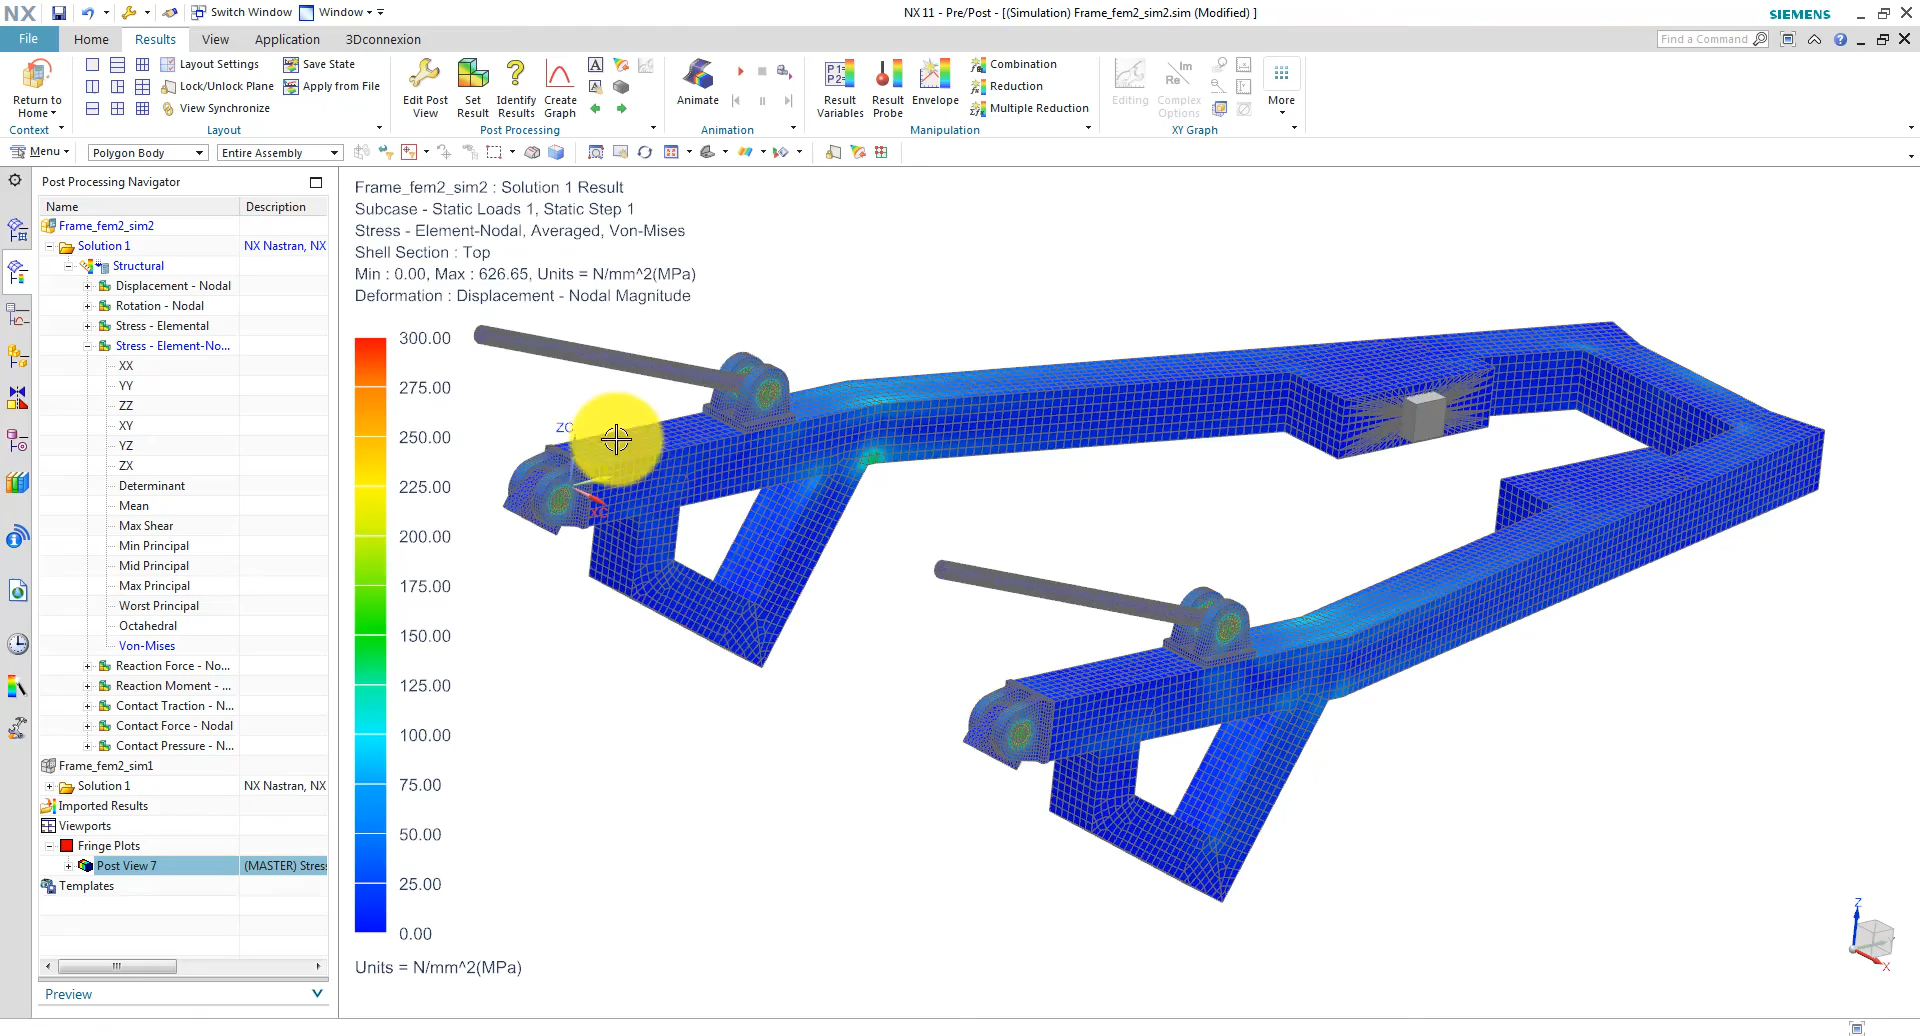 NX
Switch Window
Window
NX 11 - Pre/Post - [(Simulation) Frame_fem2_sim2.sim (Modified) ]
SIEMENS
File
Home
Results
View
Application
3Dconnexion
Find a Command
Return to Home
Layout Settings
Lock/Unlock Plane
View Synchronize
Save State
Apply from File
Edit Post View
Set Result
Identify Results
Create Graph
Animate
Result Variables
Result Probe
Envelope
Combination
Reduction
Multiple Reduction
Editing
Complex Options
More
Context
Layout
Post Processing
Animation
Manipulation
XY Graph
Menu
Polygon Body
Entire Assembly
Post Processing Navigator
Name
Description
Frame_fem2_sim2
Solution 1
NX Nastran, NX
Structural
Displacement - Nodal
Rotation - Nodal
Stress - Elemental
Stress - Element-No...
XX
YY
ZZ
XY
YZ
ZX
Determinant
Mean
Max Shear
Min Principal
Mid Principal
Max Principal
Worst Principal
Octahedral
Von-Mises
Reaction Force - No...
Reaction Moment - ...
Contact Traction - N...
Contact Force - Nodal
Contact Pressure - N...
Frame_fem2_sim1
Solution 1
NX Nastran, NX
Imported Results
Viewports
Fringe Plots
Post View 7
(MASTER) Stres
Templates
Preview
Frame_fem2_sim2 : Solution 1 Result
Subcase - Static Loads 1, Static Step 1
Stress - Element-Nodal, Averaged, Von-Mises
Shell Section : Top
Min : 0.00, Max : 626.65, Units = N/mm^2(MPa)
Deformation : Displacement - Nodal Magnitude
300.00
275.00
250.00
225.00
200.00
175.00
150.00
125.00
100.00
75.00
50.00
25.00
0.00
Units = N/mm^2(MPa)
ZC
XC
Z
X